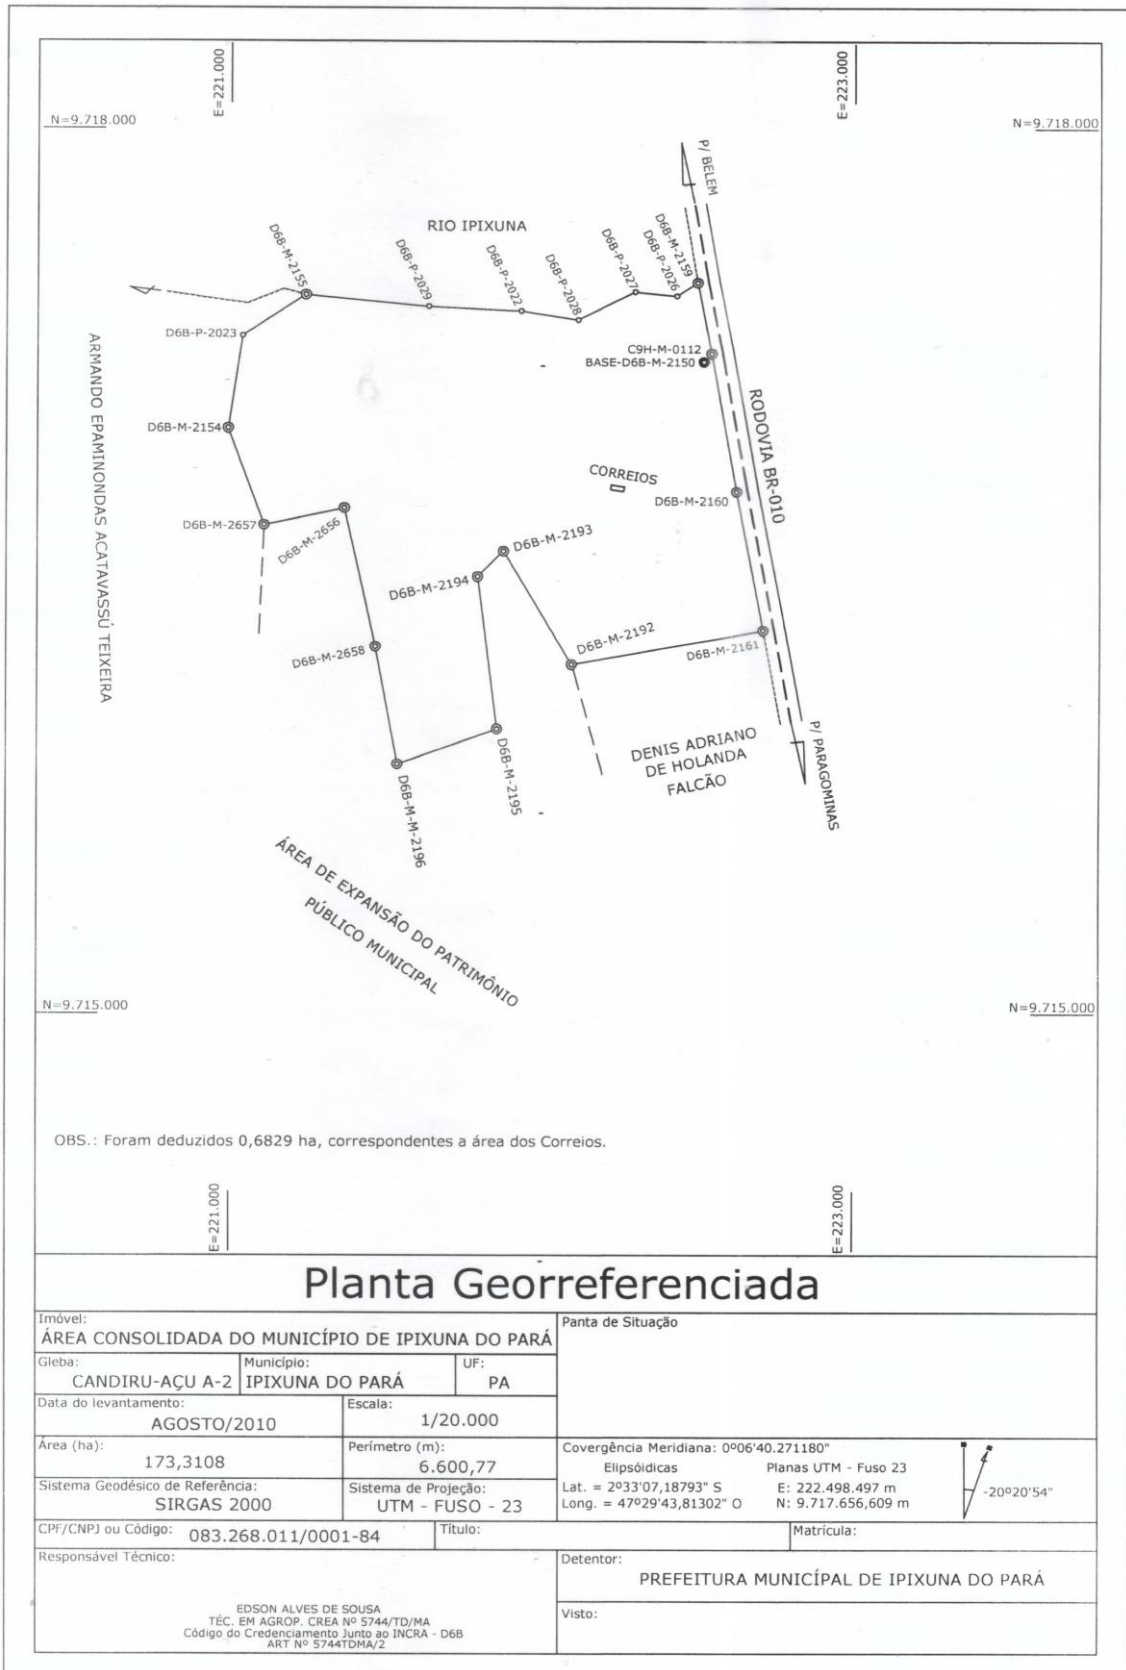 E=221.000
E=223.000
N=9.718.000
N=9.718.000
P/ BELEM
RIO IPIXUNA
D6B-M-2155
D6B-P-2029
D6B-P-2022
D6B-P-2028
D6B-P-2027
D6B-P-2026
D6B-M-2159
D6B-P-2023
C9H-M-0112
BASE-D6B-M-2150
ARMANDO EPAMINONDAS ACATAVASSÚ TEIXEIRA
RODOVIA BR-010
D6B-M-2154
CORREIOS
D6B-M-2160
D6B-M-2657
D6B-M-2656
D6B-M-2193
D6B-M-2194
D6B-M-2192
D6B-M-2161
D6B-M-2658
D6B-M-2195
D6B-M-M-2196
DENIS ADRIANO
DE HOLANDA
FALCÃO
P/ PARAGOMINAS
ÁREA DE EXPANSÃO DO PATRIMÔNIO
PÚBLICO MUNICIPAL
N=9.715.000
N=9.715.000
OBS.: Foram deduzidos 0,6829 ha, correspondentes a área dos Correios.
E=221.000
E=223.000
Planta Georreferenciada
Imóvel:
ÁREA CONSOLIDADA DO MUNICÍPIO DE IPIXUNA DO PARÁ
Panta de Situação
Gleba:
CANDIRU-AÇU A-2
Município:
IPIXUNA DO PARÁ
UF:
PA
Data do levantamento:
AGOSTO/2010
Escala:
1/20.000
Área (ha):
173,3108
Perímetro (m):
6.600,77
Sistema Geodésico de Referência:
SIRGAS 2000
Sistema de Projeção:
UTM - FUSO - 23
Covergência Meridiana: 0º06'40.271180"
Elipsóidicas
Planas UTM - Fuso 23
Lat. = 2º33'07,18793" S
E: 222.498.497 m
Long. = 47º29'43,81302" O
N: 9.717.656,609 m
-20º20'54"
CPF/CNPJ ou Código: 083.268.011/0001-84
Título:
Matrícula:
Responsável Técnico:
EDSON ALVES DE SOUSA
TÉC. EM AGROP. CREA Nº 5744/TD/MA
Código do Credenciamento Junto ao INCRA - D6B
ART Nº 5744TDMA/2
Detentor:
PREFEITURA MUNICÍPAL DE IPIXUNA DO PARÁ
Visto: